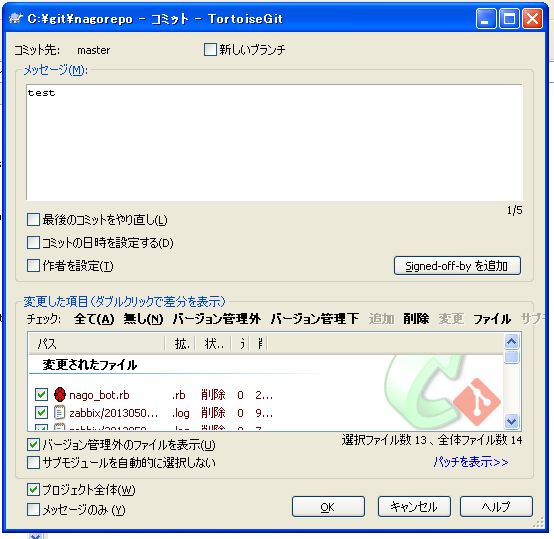 C:¥git¥nagorepo - コミット - TortoiseGit
コミット先: master 新しいブランチ
メッセージ(M):
test
1/5
最後のコミットをやり直し(L)
コミットの日時を設定する(D)
作者を設定(T)
Signed-off-by を追加
変更した項目(ダブルクリックで差分を表示)
チェック: 全て(A) 無し(N) バージョン管理外 バージョン管理下 追加 削除 変更 ファイル サブモ
パス 拡. 状..
変更されたファイル
nago_bot.rb .rb 削除 0 2...
zabbix/2013050... .log 削除 0 9...
バージョン管理外のファイルを表示(U)
選択ファイル数 13 、全体ファイル数 14
サブモジュールを自動的に選択しない
パッチを表示>>
プロジェクト全体(W)
メッセージのみ (Y)
OK キャンセル ヘルプ